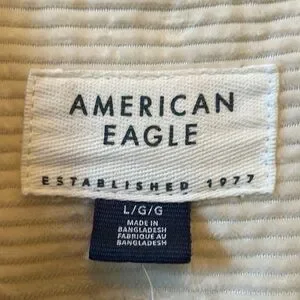 AMERICAN
EAGLE
ESTABLISHED 1977
L/G/G
MADE IN
BANGLADESH
FABRIQUÉ AU
BANGLADESH